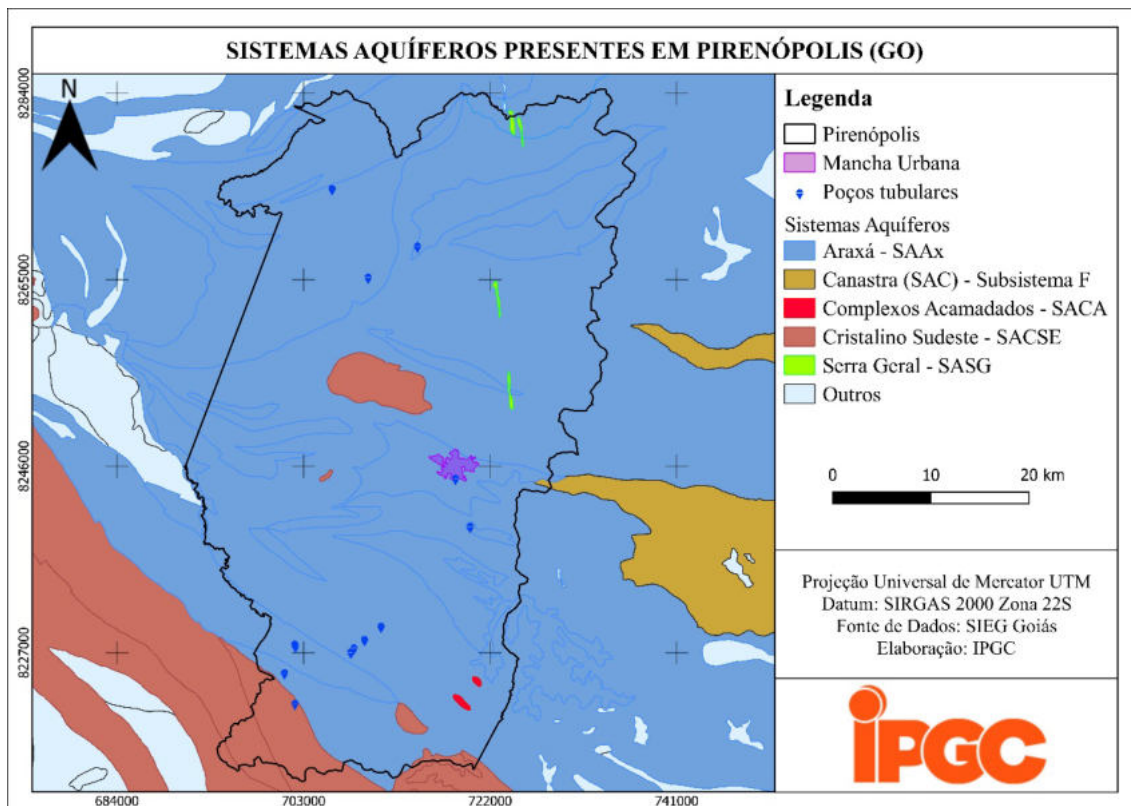 SISTEMAS AQUÍFEROS PRESENTES EM PIRENÓPOLIS (GO)
N
8284000
8265000
8246000
8227000
684000
703000
722000
741000
Legenda
Pirenópolis
Mancha Urbana
Poços tubulares
Sistemas Aquíferos
Araxá - SAAx
Canastra (SAC) - Subsistema F
Complexos Acamadados - SACA
Cristalino Sudeste - SACSE
Serra Geral - SASG
Outros
0 10 20 km
Projeção Universal de Mercator UTM
Datum: SIRGAS 2000 Zona 22S
Fonte de Dados: SIEG Goiás
Elaboração: IPGC
iPGC